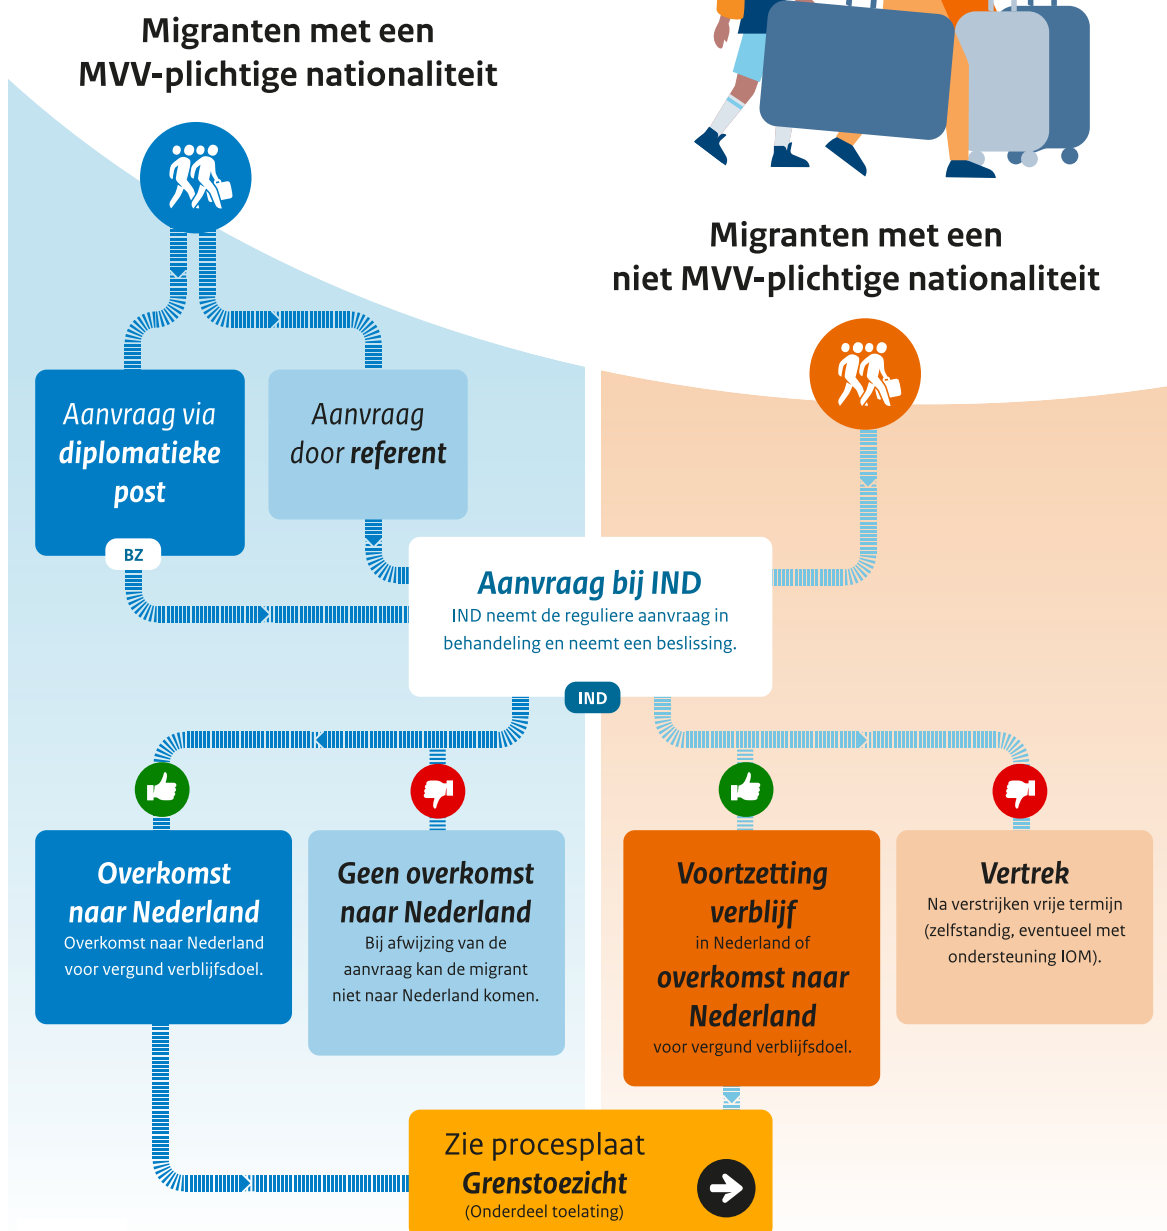 Migranten met een
MVV-plichtige nationaliteit
Migranten met een
niet MVV-plichtige nationaliteit
Aanvraag via
diplomatieke
post
BZ
Aanvraag
door referent
Aanvraag bij IND
IND neemt de reguliere aanvraag in
behandeling en neemt een beslissing.
IND
Overkomst
naar Nederland
Overkomst naar Nederland
voor vergund verblijfsdoel.
Geen overkomst
naar Nederland
Bij afwijzing van de
aanvraag kan de migrant
niet naar Nederland komen.
Voortzetting
verblijf
in Nederland of
overkomst naar
Nederland
voor vergund verblijfsdoel.
Vertrek
Na verstrijken vrije termijn
(zelfstandig, eventueel met
ondersteuning IOM).
Zie procesplaat
Grenstoezicht
(Onderdeel toelating)